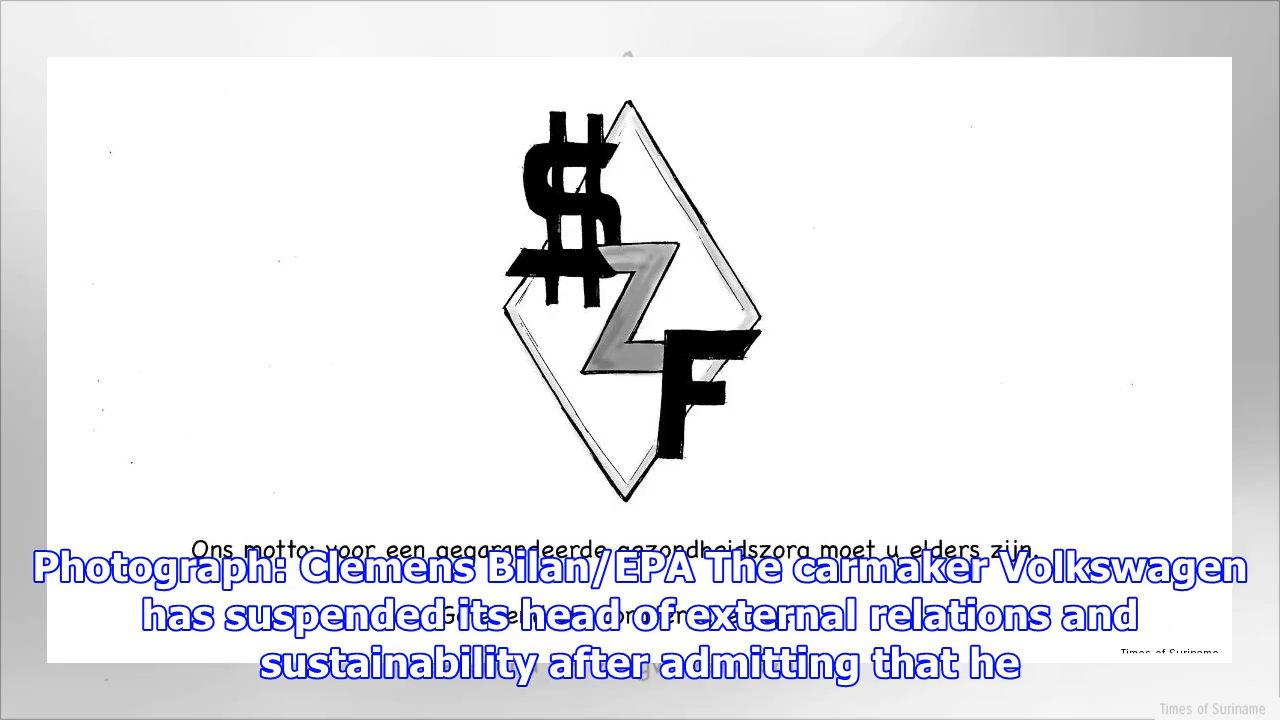 $
Z
F
Ons motto: voor een gegarandeerde gezondheidszorg moet u elders zijn.
Photograph: Clemens Bilan/EPA The carmaker Volkswagen
has suspended its head of external relations and
sustainability after admitting that he
Times of Suriname
Times of Suriname